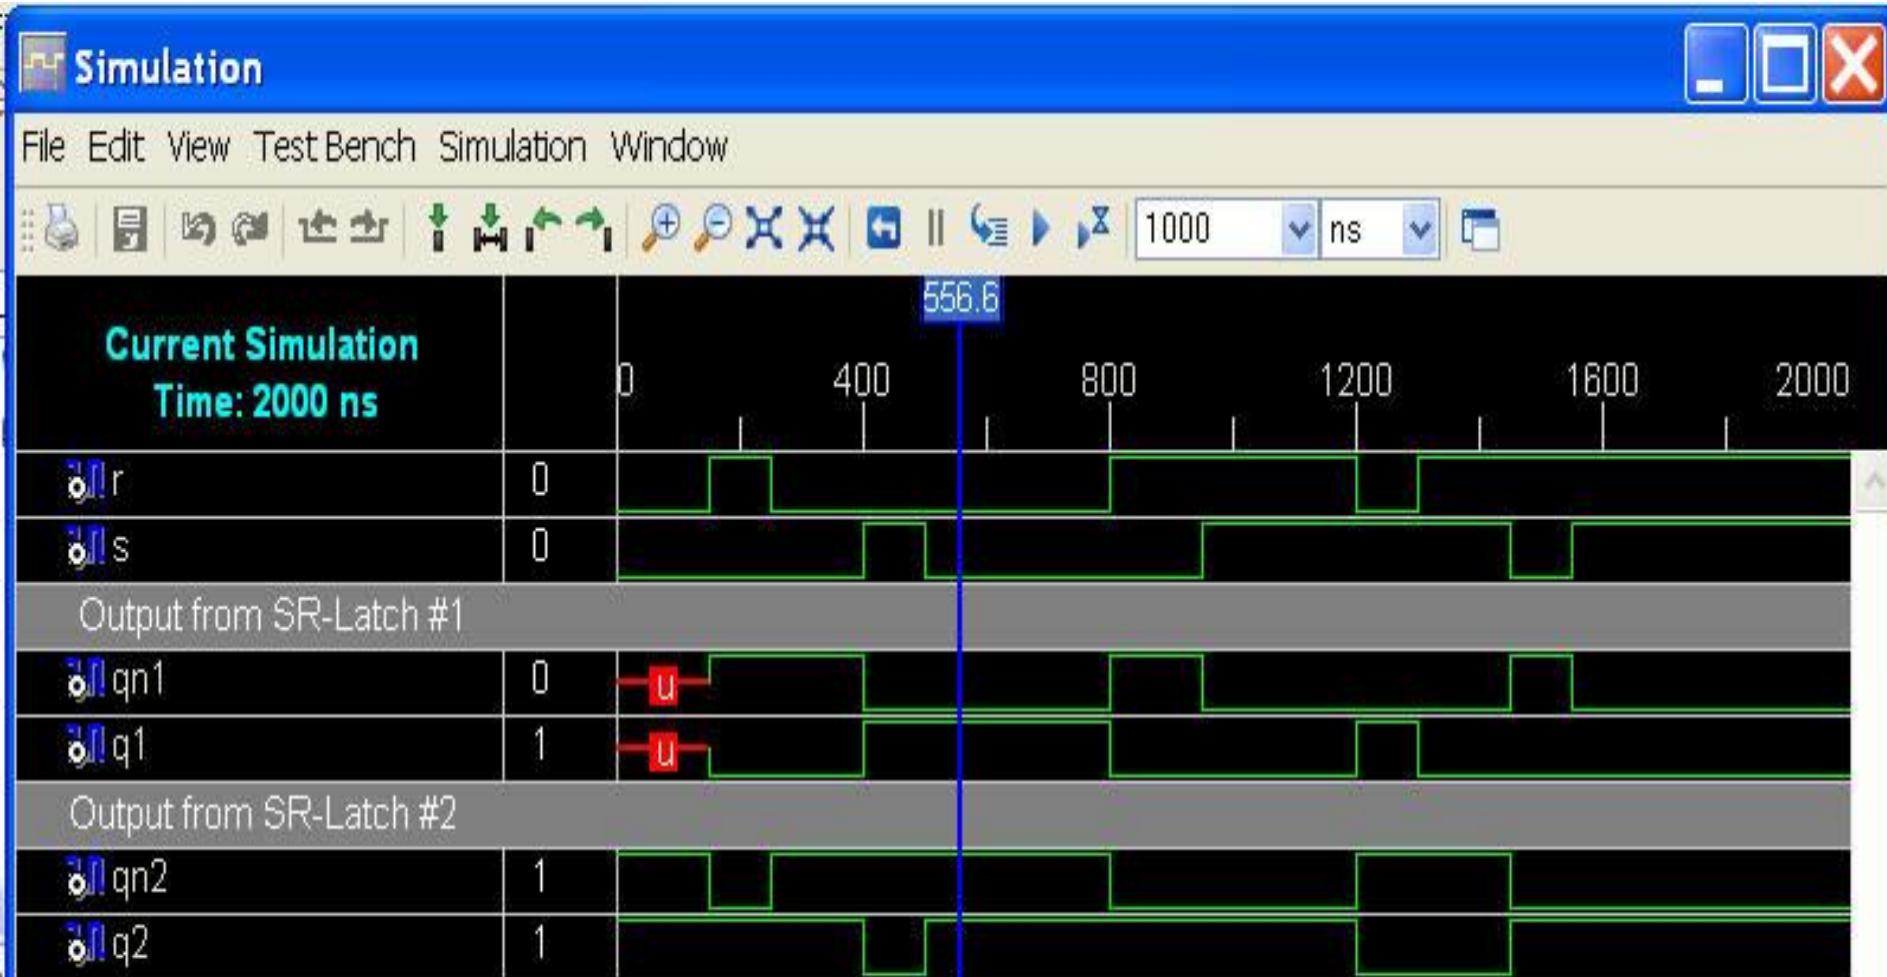 Simulation
File Edit View Test Bench Simulation Window
1000 ns
556.6
Current Simulation
Time: 2000 ns
0 400 800 1200 1600 2000
r 0
s 0
Output from SR-Latch #1
qn1 0 u
q1 1 u
Output from SR-Latch #2
qn2 1
q2 1